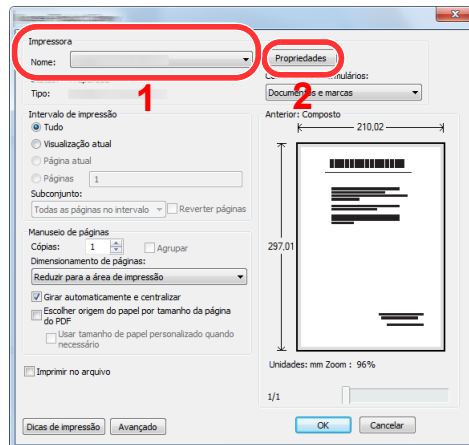 Impressora
Nome:
Propriedades
1
2
Tipo:
Documentos e marcas
Intervalo de impressão
Tudo
Visualização atual
Página atual
Páginas 1
Subconjunto:
Todas as páginas no intervalo Reverter páginas
Manuseio de páginas
Cópias: 1 Agrupar
Dimensionamento de páginas:
Reduzir para a área de impressão
Girar automaticamente e centralizar
Escolher origem do papel por tamanho da página
do PDF
Usar tamanho de papel personalizado quando
necessário
Imprimir no arquivo
Dicas de impressão Avançado
Anterior: Composto
210,02
297,01
Unidades: mm Zoom : 96%
1/1
OK Cancelar